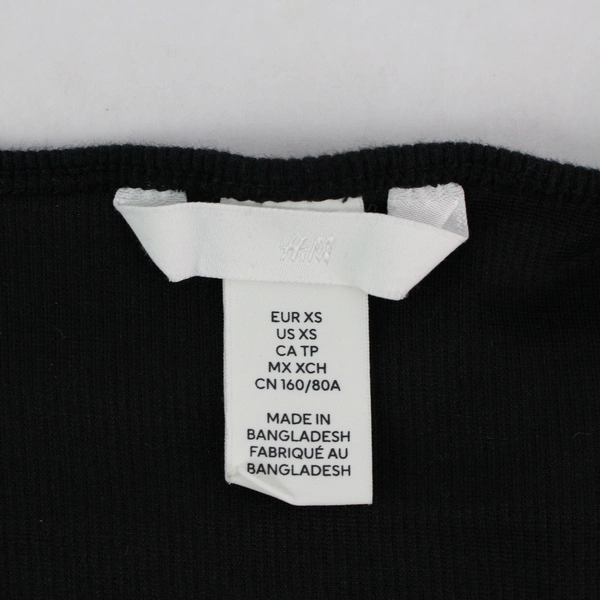 H&M
EUR XS
US XS
CA TP
MX XCH
CN 160/80A
MADE IN
BANGLADESH
FABRIQUÉ AU
BANGLADESH